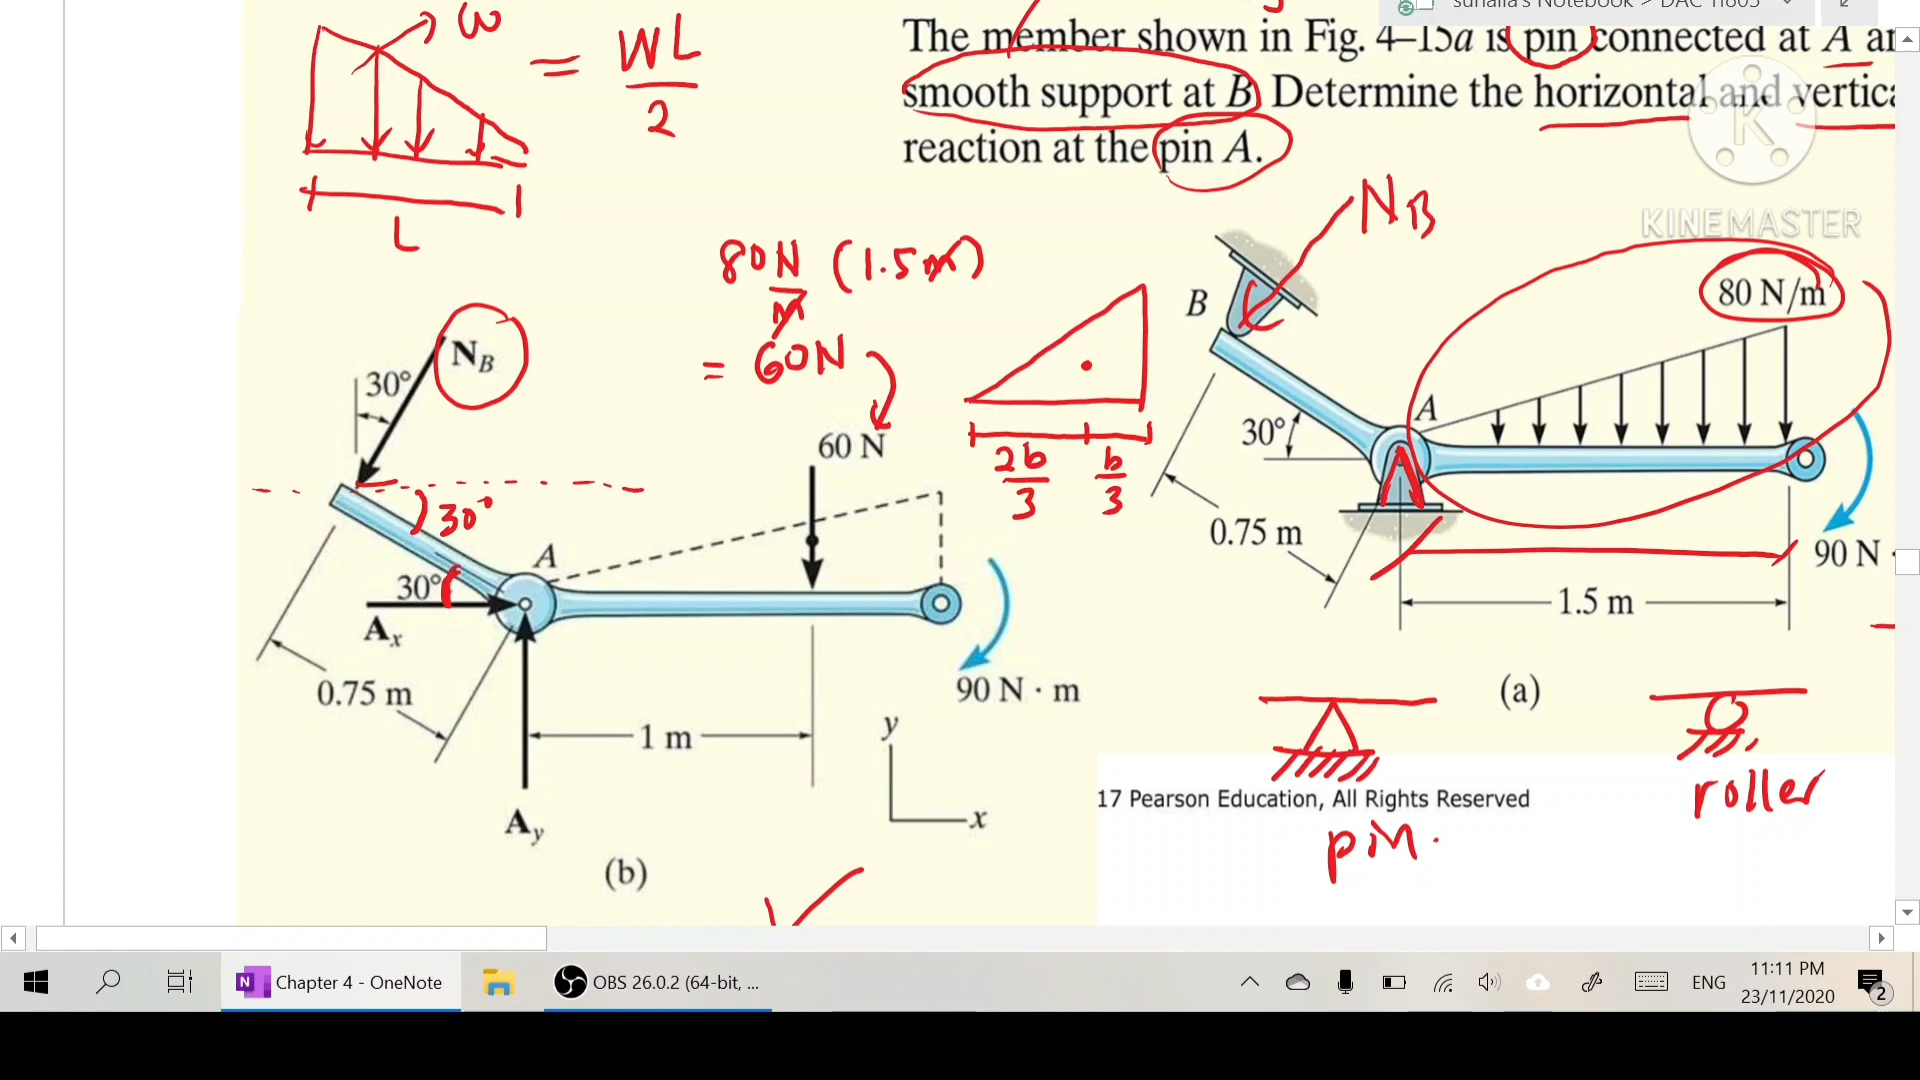 The member shown in Fig. 4–15a is pin connected at A
smooth support at B. Determine the horizontal and
reaction at the pin A.
W
= WL
2
L
80N (1.5m)
m
= 60N
N_B
KINEMASTER
K
N_B
30°
60 N
30°
A
30°
A_x
0.75 m
1 m
A_y
90 N · m
y
x
(b)
2b
3
b
3
B
80 N/m
A
30°
0.75 m
90 N ·
1.5 m
(a)
17 Pearson Education, All Rights Reserved
pin.
roller
Chapter 4 - OneNote
OBS 26.0.2 (64-bit, ...
ENG
11:11 PM
23/11/2020
2